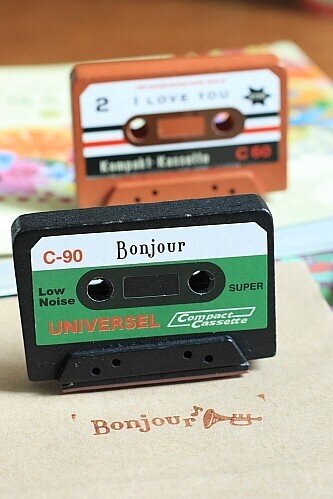 2
I LOVE YOU
Kompakt-Kassette
C 60
C-90
Bonjour
Low
Noise
SUPER
UNIVERSEL
Compact
Cassette
Bonjour